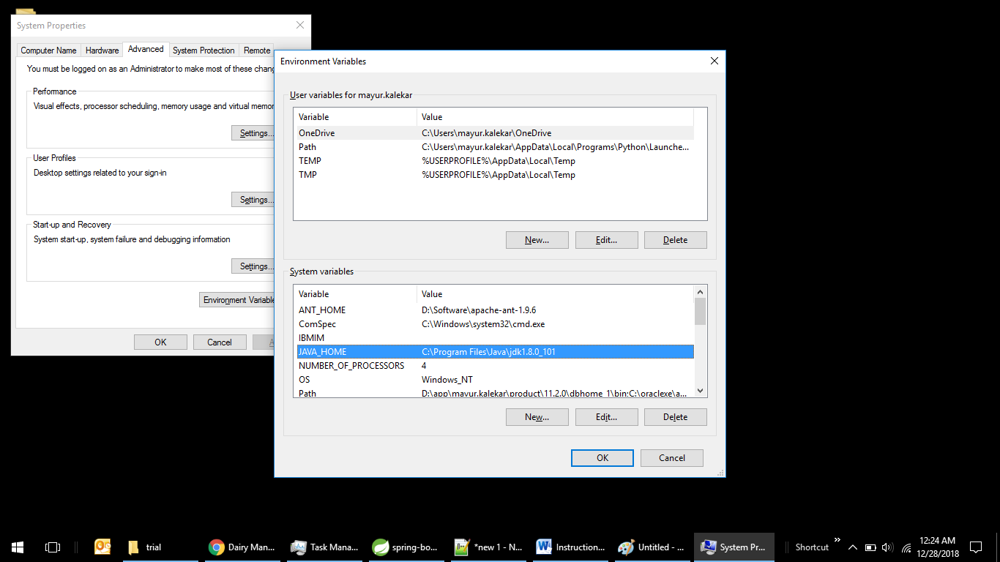 System Properties
Computer Name Hardware Advanced System Protection Remote
You must be logged on as an Administrator to make most of these chang
Performance
Visual effects, processor scheduling, memory usage and virtual memor
Settings...
User Profiles
Desktop settings related to your sign-in
Settings...
Start-up and Recovery
System start-up, system failure and debugging information
Settings...
Environment Variable
OK Cancel A
Environment Variables
User variables for mayur.kalekar
Variable Value
OneDrive C:\Users\mayur.kalekar\OneDrive
Path C:\Users\mayur.kalekar\AppData\Local\Programs\Python\Launche...
TEMP %USERPROFILE%\AppData\Local\Temp
TMP %USERPROFILE%\AppData\Local\Temp
New... Edit... Delete
System variables
Variable Value
ANT_HOME D:\Software\apache-ant-1.9.6
ComSpec C:\Windows\system32\cmd.exe
IBMIM
JAVA_HOME C:\Program Files\Java\jdk1.8.0_101
NUMBER_OF_PROCESSORS 4
OS Windows_NT
Path D:\app\mayur.kalekar\product\11.2.0\dbhome_1\bin;C:\oraclexe\a...
New... Edit... Delete
OK Cancel
trial Dairy Man... Task Mana... spring-bo... *new 1 - N... Instruction... Untitled - ... System Pr... Shortcut 12:24 AM
12/28/2018